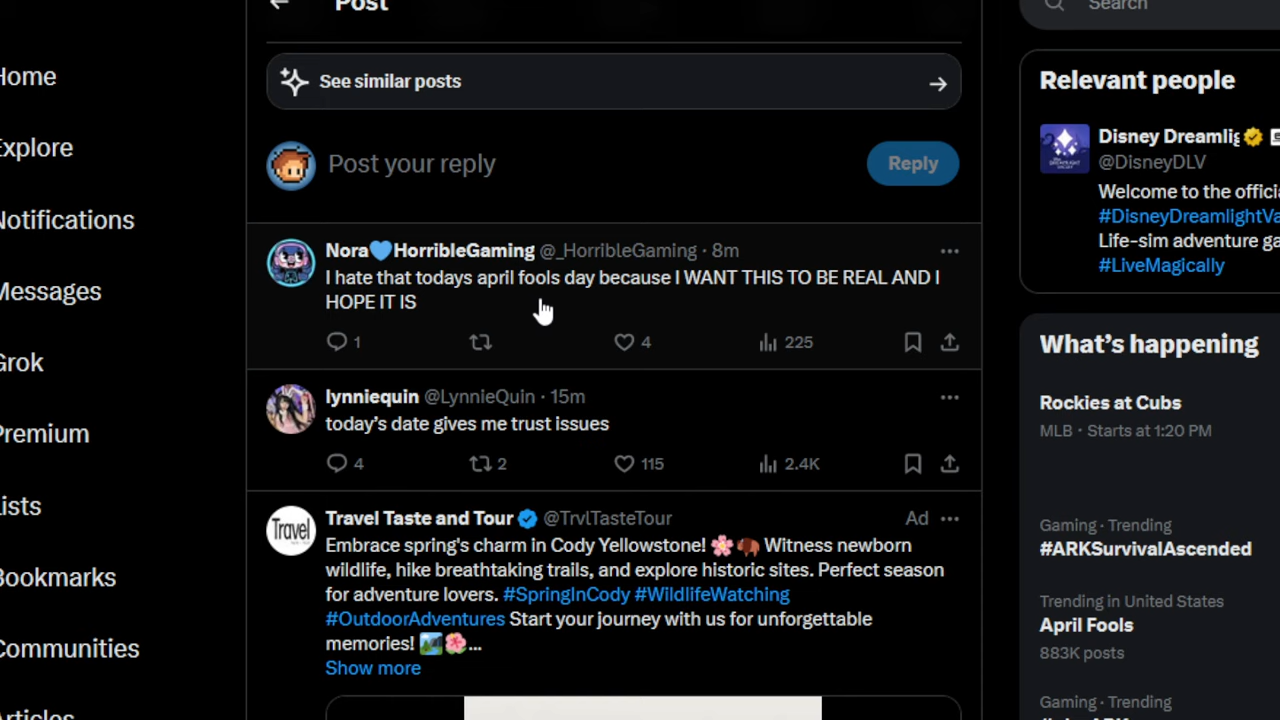 Post
Search
Home
Explore
Notifications
Messages
Grok
Premium
Lists
Bookmarks
Communities
Articles
See similar posts
Post your reply
Reply
Nora💙HorribleGaming @_HorribleGaming · 8m
I hate that todays april fools day because I WANT THIS TO BE REAL AND I
HOPE IT IS
1
4
225
lynniequin @LynnieQuin · 15m
today's date gives me trust issues
4
2
115
2.4K
Travel
Travel Taste and Tour @TrvlTasteTour
Ad
Embrace spring's charm in Cody Yellowstone! 🌸🦬 Witness newborn
wildlife, hike breathtaking trails, and explore historic sites. Perfect season
for adventure lovers. #SpringInCody #WildlifeWatching
#OutdoorAdventures Start your journey with us for unforgettable
memories! 🏞️🌸...
Show more
Relevant people
Disney Dreamlig
@DisneyDLV
Welcome to the officia
#DisneyDreamlightVa
Life-sim adventure ga
#LiveMagically
What's happening
Rockies at Cubs
MLB · Starts at 1:20 PM
Gaming · Trending
#ARKSurvivalAscended
Trending in United States
April Fools
883K posts
Gaming · Trending